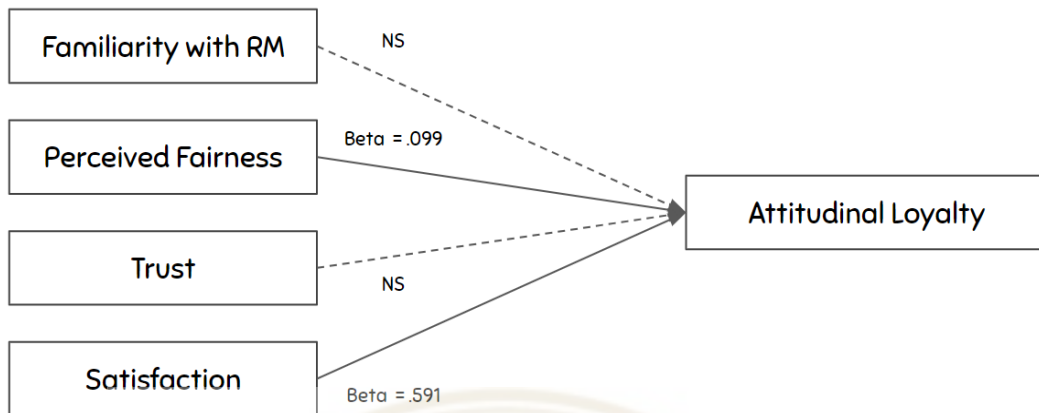 Familiarity with RM
NS
Beta =.099
Perceived Fairness
Attitudinal Loyalty
Trust
NS
Satisfaction
Beta =.591